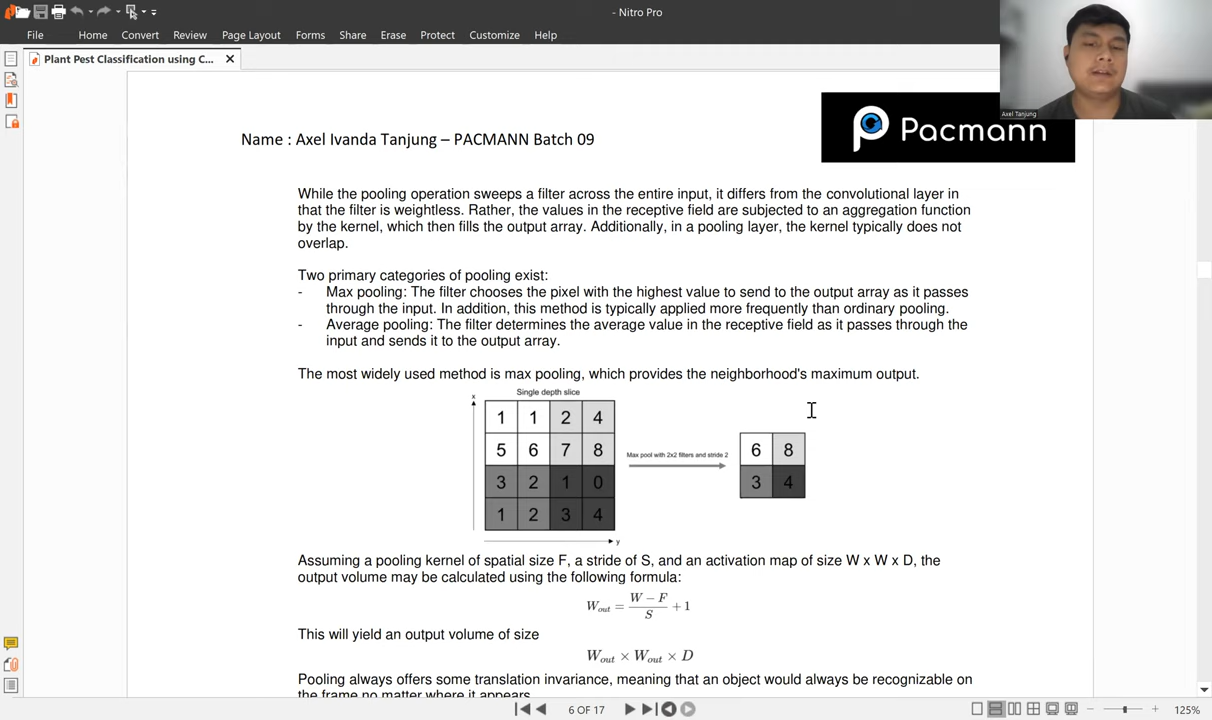 - Nitro Pro
File Home Convert Review Page Layout Forms Share Erase Protect Customize Help
Plant Pest Classification using C...
Axel Tanjung
Name : Axel Ivanda Tanjung – PACMANN Batch 09
Pacmann
While the pooling operation sweeps a filter across the entire input, it differs from the convolutional layer in
that the filter is weightless. Rather, the values in the receptive field are subjected to an aggregation function
by the kernel, which then fills the output array. Additionally, in a pooling layer, the kernel typically does not
overlap.
Two primary categories of pooling exist:
- Max pooling: The filter chooses the pixel with the highest value to send to the output array as it passes
through the input. In addition, this method is typically applied more frequently than ordinary pooling.
- Average pooling: The filter determines the average value in the receptive field as it passes through the
input and sends it to the output array.
The most widely used method is max pooling, which provides the neighborhood's maximum output.
Single depth slice
x
1 1 2 4
5 6 7 8
3 2 1 0
1 2 3 4
y
Max pool with 2x2 filters and stride 2
6 8
3 4
Assuming a pooling kernel of spatial size F, a stride of S, and an activation map of size W x W x D, the
output volume may be calculated using the following formula:
W_out = (W − F)/S + 1
This will yield an output volume of size
W_out × W_out × D
Pooling always offers some translation invariance, meaning that an object would always be recognizable on
the frame no matter where it appears.
6 OF 17
125%